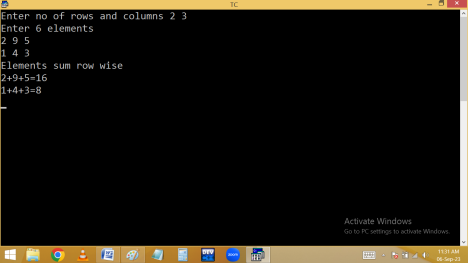 TC
Enter no of rows and columns 2 3
Enter 6 elements
2 9 5
1 4 3
Elements sum row wise
2+9+5=16
1+4+3=8
Activate Windows
Go to PC settings to activate Windows.
11:31 AM
06-Sep-23